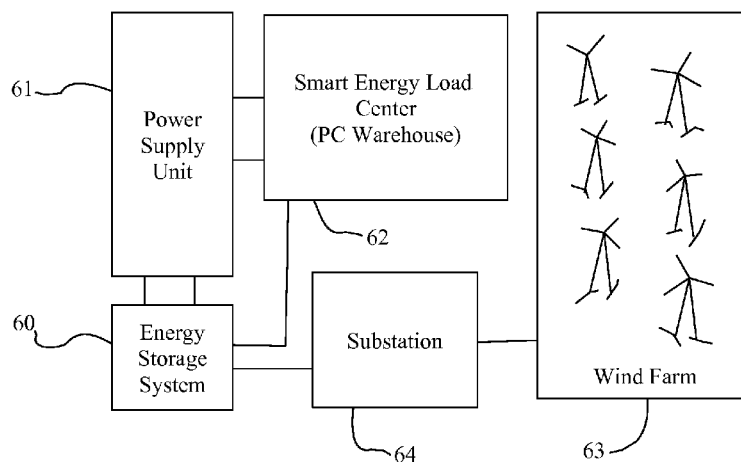 61
Power
Supply
Unit
Smart Energy Load
Center
(PC Warehouse)
62
60
Energy
Storage
System
Substation
64
Wind Farm
63